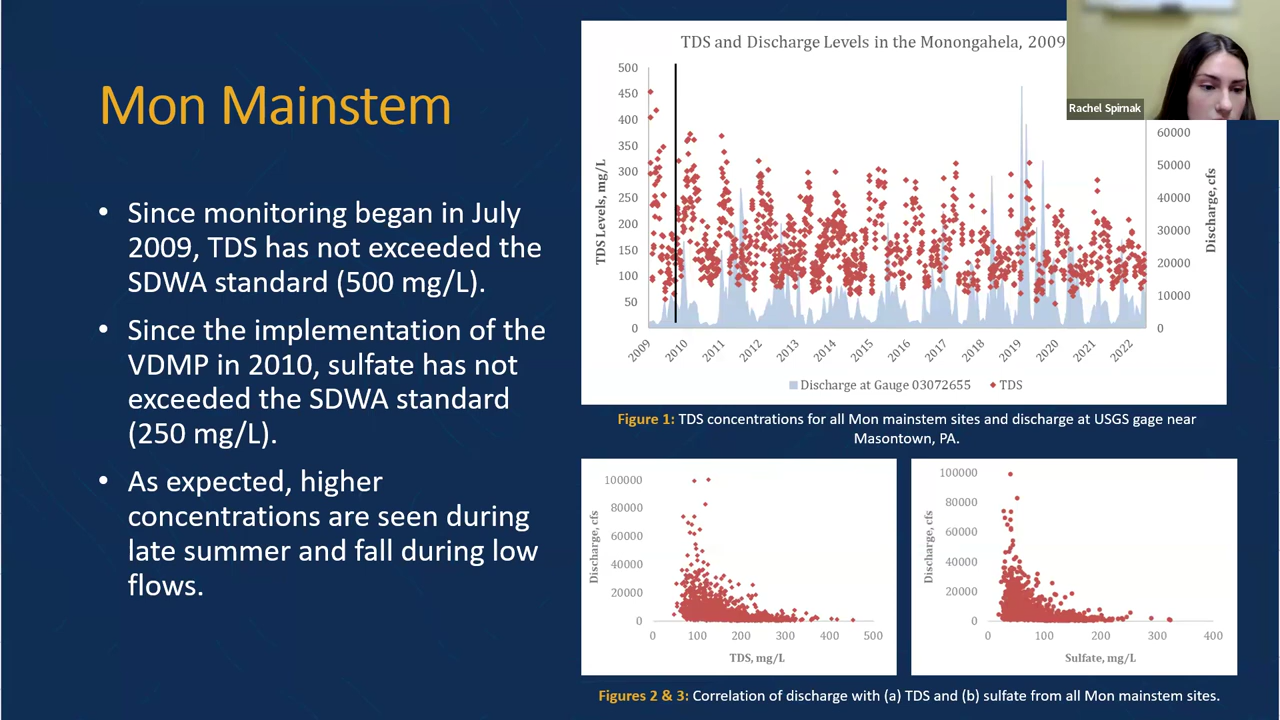 Mon Mainstem
• Since monitoring began in July
2009, TDS has not exceeded the
SDWA standard (500 mg/L).
• Since the implementation of the
VDMP in 2010, sulfate has not
exceeded the SDWA standard
(250 mg/L).
• As expected, higher
concentrations are seen during
late summer and fall during low
flows.
TDS and Discharge Levels in the Monongahela, 2009
Rachel Spirnak
TDS Levels, mg/L
500
450
400
350
300
250
200
150
100
50
0
60000
50000
40000
30000
20000
10000
0
Discharge, cfs
2009 2010 2011 2012 2013 2014 2015 2016 2017 2018 2019 2020 2021 2022
Discharge at Gauge 03072655 TDS
Figure 1: TDS concentrations for all Mon mainstem sites and discharge at USGS gage near
Masontown, PA.
Discharge, cfs
100000
80000
60000
40000
20000
0
0 100 200 300 400 500
TDS, mg/L
Discharge, cfs
100000
80000
60000
40000
20000
0
0 100 200 300 400
Sulfate, mg/L
Figures 2 & 3: Correlation of discharge with (a) TDS and (b) sulfate from all Mon mainstem sites.